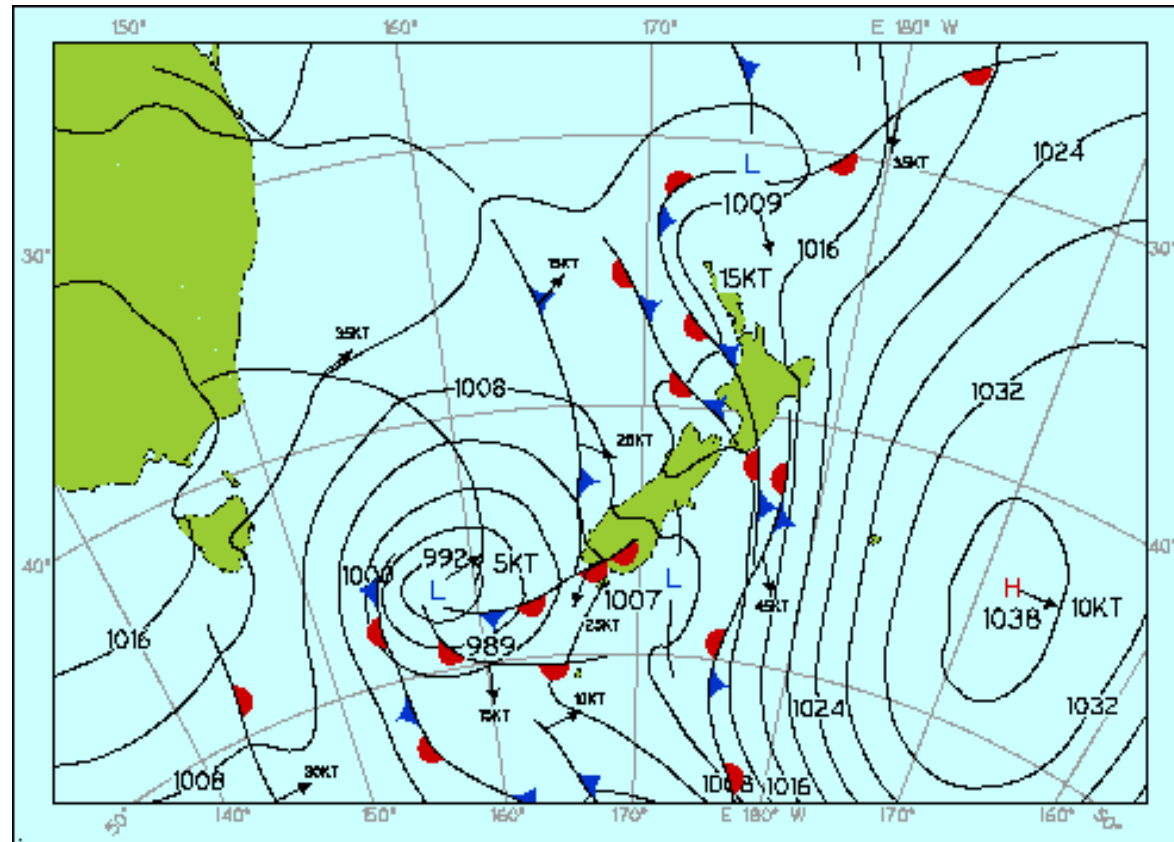 150° 160° 170° E 180° W
L
1024
35KT
1009
30° 1016 30°
15KT 15KT
35KT
1008 1032
25KT
992 5KT
40° 1000 L L H 40°
1007 1038 10KT
45KT
25KT
1016 989
10KT
15KT 1024 1032
1008 30KT 1008 1016
50° 140° 150° 160° 170° E 180° W 170° 160°